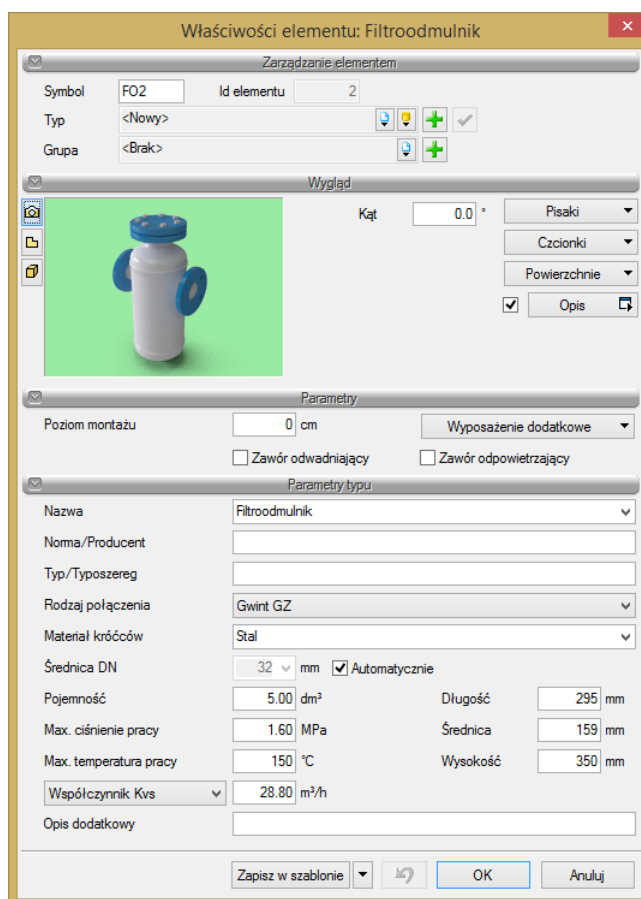 Właściwości elementu: Filtroodmulnik
Zarządzanie elementem
Symbol FO2 Id elementu 2
Typ <Nowy>
Grupa <Brak>
Wygląd
Kąt 0.0 ° Pisaki
Czcionki
Powierzchnie
Opis
Parametry
Poziom montażu 0 cm Wyposażenie dodatkowe
Zawór odwadniający Zawór odpowietrzający
Parametry typu
Nazwa Filtroodmulnik
Norma/Producent
Typ/Typoszereg
Rodzaj połączenia Gwint GZ
Materiał króćców Stal
Średnica DN 32 mm Automatycznie
Pojemność 5.00 dm³ Długość 295 mm
Max. ciśnienie pracy 1.60 MPa Średnica 159 mm
Max. temperatura pracy 150 °C Wysokość 350 mm
Współczynnik Kvs 28.80 m³/h
Opis dodatkowy
Zapisz w szablonie OK Anuluj